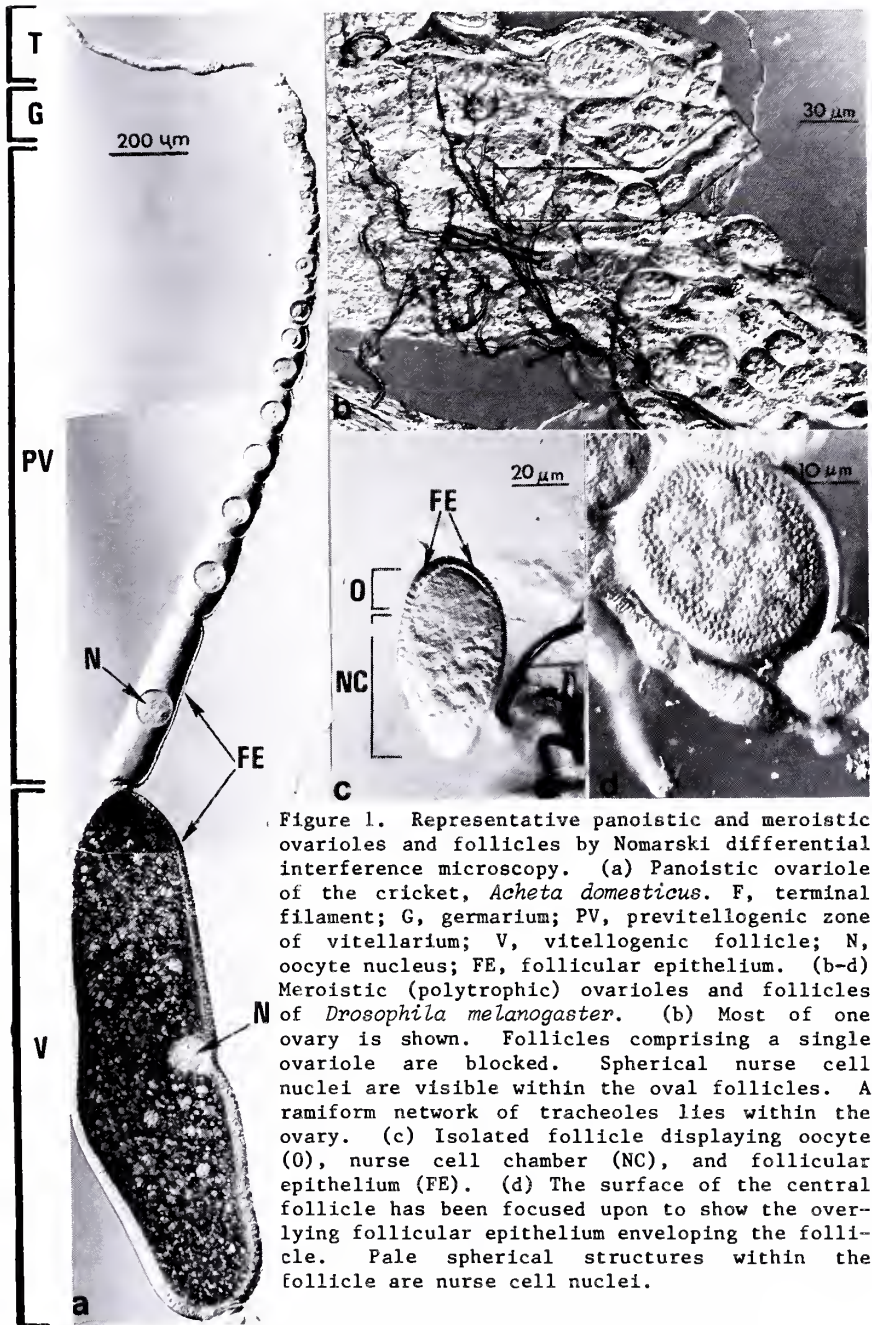 T
G
200 μm
PV
N
FE
N
V
a
30 μm
b
20 μm
FE
O
NC
c
10 μm
d
Figure 1. Representative panoistic and meroistic
ovarioles and follicles by Nomarski differential
interference microscopy. (a) Panoistic ovariole
of the cricket, Acheta domesticus. F, terminal
filament; G, germarium; PV, previtellogenic zone
of vitellarium; V, vitellogenic follicle; N,
oocyte nucleus; FE, follicular epithelium. (b-d)
Meroistic (polytrophic) ovarioles and follicles
of Drosophila melanogaster. (b) Most of one
ovary is shown. Follicles comprising a single
ovariole are blocked. Spherical nurse cell
nuclei are visible within the oval follicles. A
ramiform network of tracheoles lies within the
ovary. (c) Isolated follicle displaying oocyte
(O), nurse cell chamber (NC), and follicular
epithelium (FE). (d) The surface of the central
follicle has been focused upon to show the over-
lying follicular epithelium enveloping the folli-
cle. Pale spherical structures within the
follicle are nurse cell nuclei.